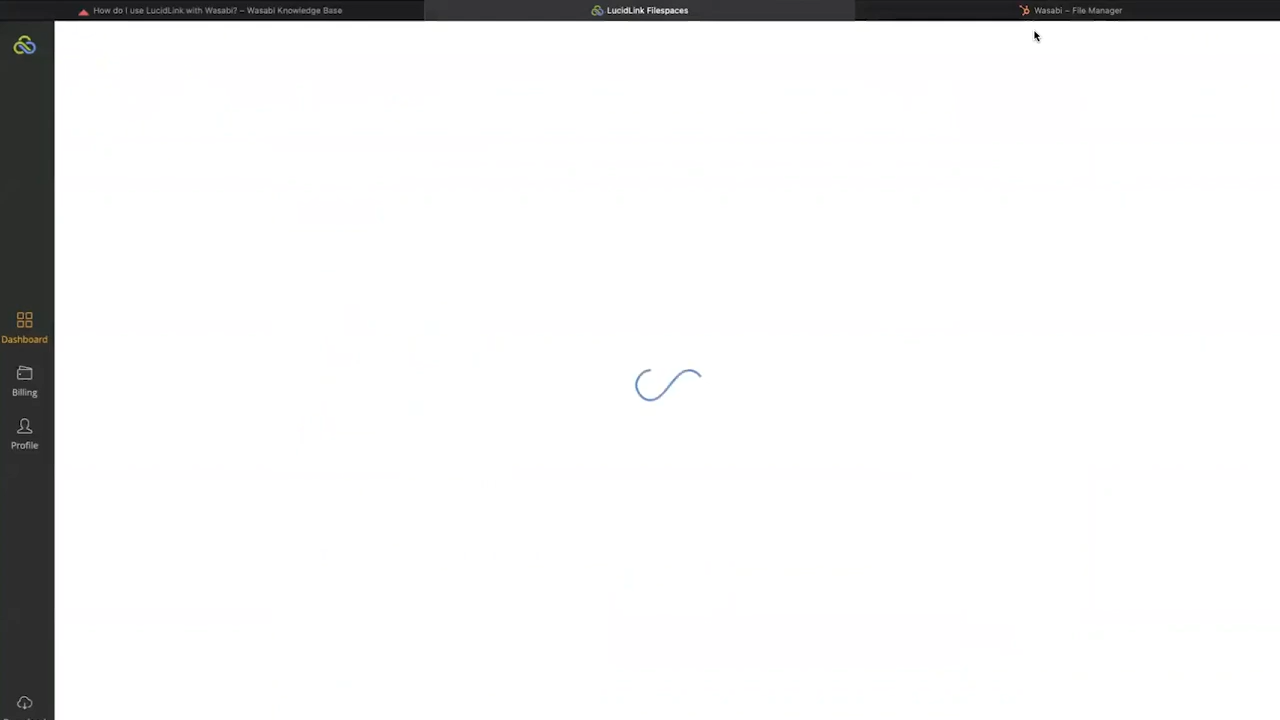 How do I use LucidLink with Wasabi? – Wasabi Knowledge Base
LucidLink Filespaces
Wasabi – File Manager
Dashboard
Billing
Profile